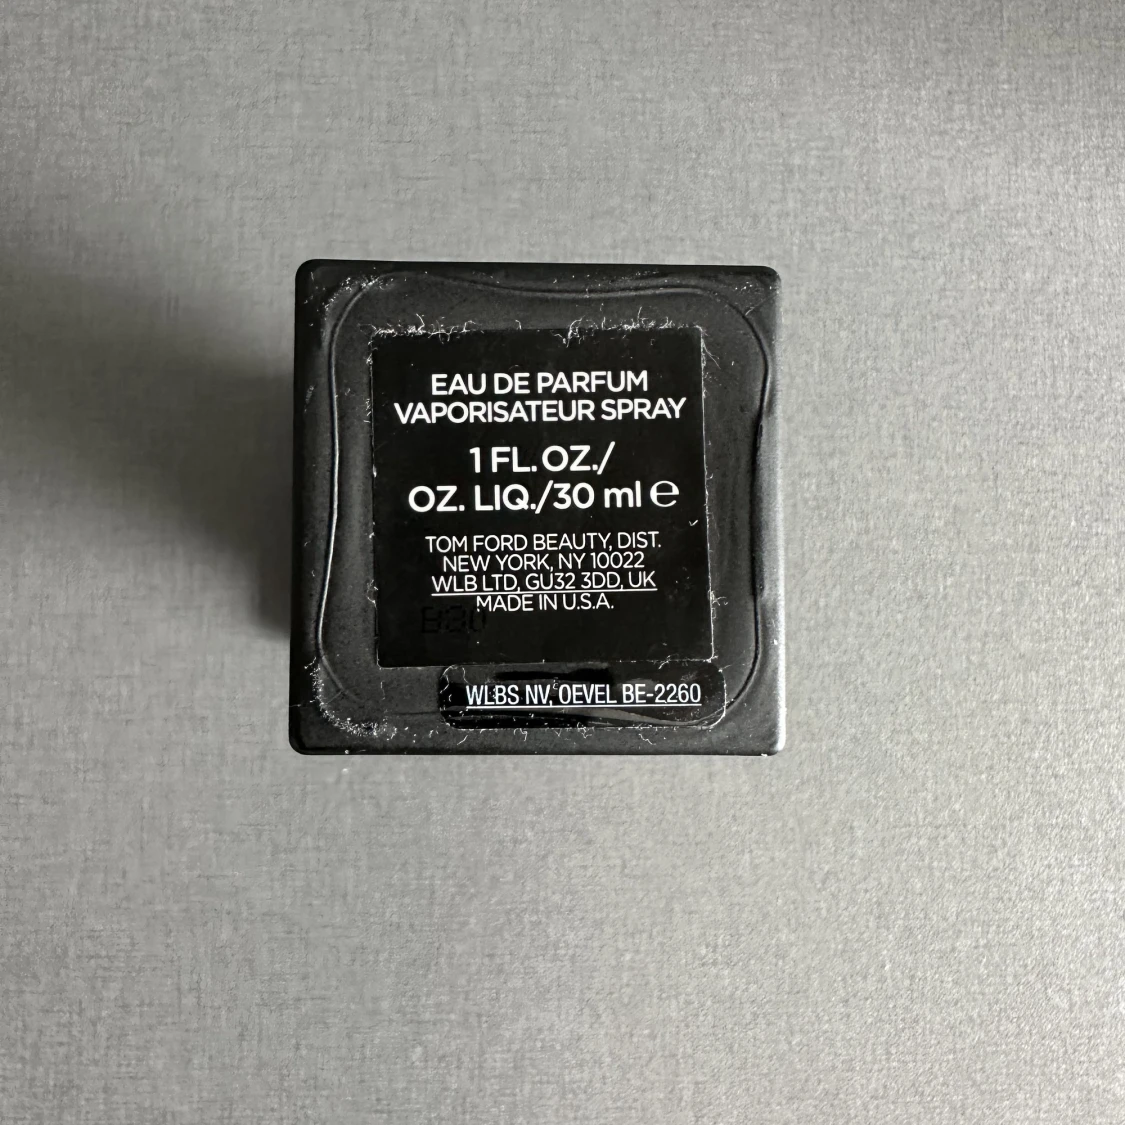 EAU DE PARFUM
VAPORISATEUR SPRAY
1 FL. OZ./
OZ. LIQ./30 ml ℮
TOM FORD BEAUTY, DIST.
NEW YORK, NY 10022
WLB LTD, GU32 3DD, UK
MADE IN U.S.A.
WLBS NV, OEVEL BE-2260